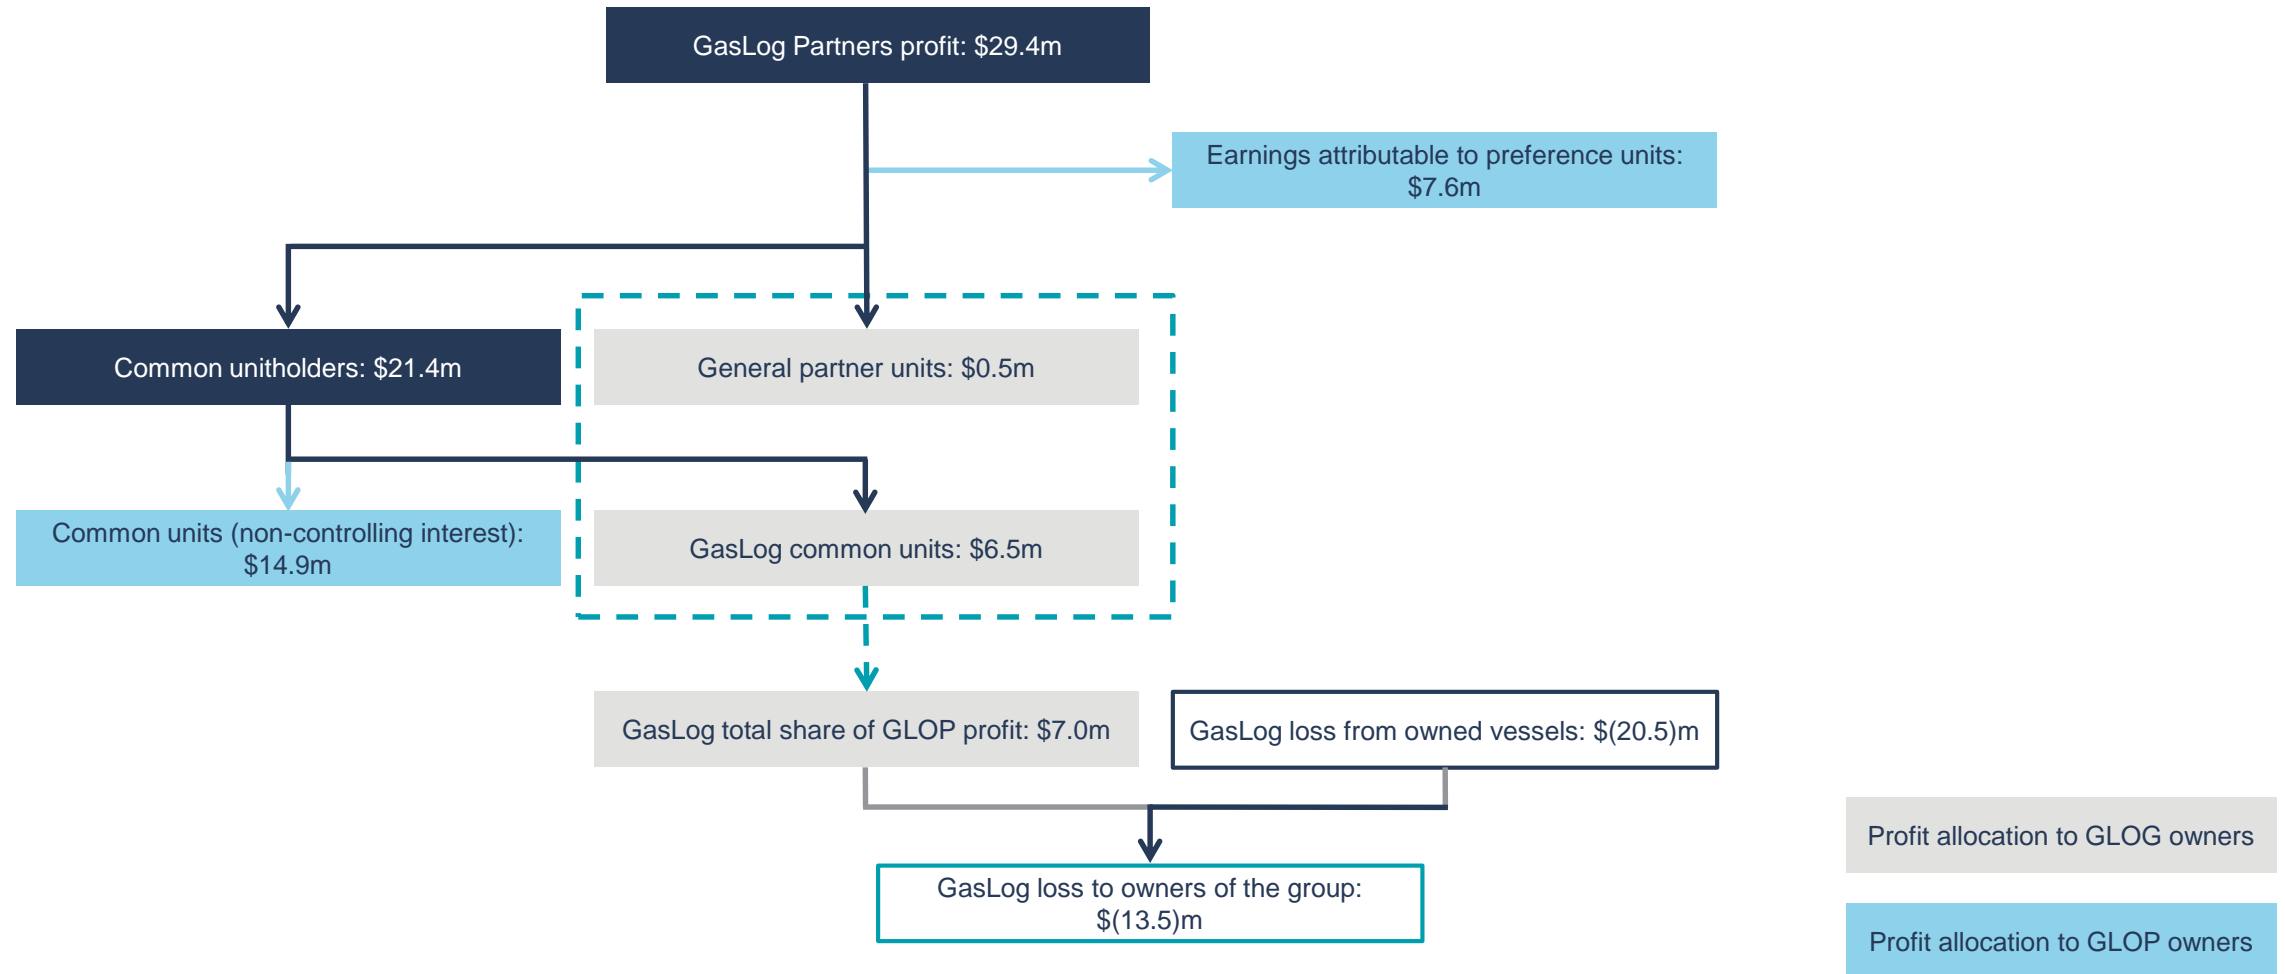 GasLog Partners profit: $29.4m
Earnings attributable to preference units:
$7.6m
Common unitholders: $21.4m
General partner units: $0.5m
Common units (non-controlling interest):
$14.9m
GasLog common units: $6.5m
GasLog total share of GLOP profit: $7.0m
GasLog loss from owned vessels: $(20.5)m
Profit allocation to GLOG owners
GasLog loss to owners of the group:
$(13.5)m
Profit allocation to GLOP owners